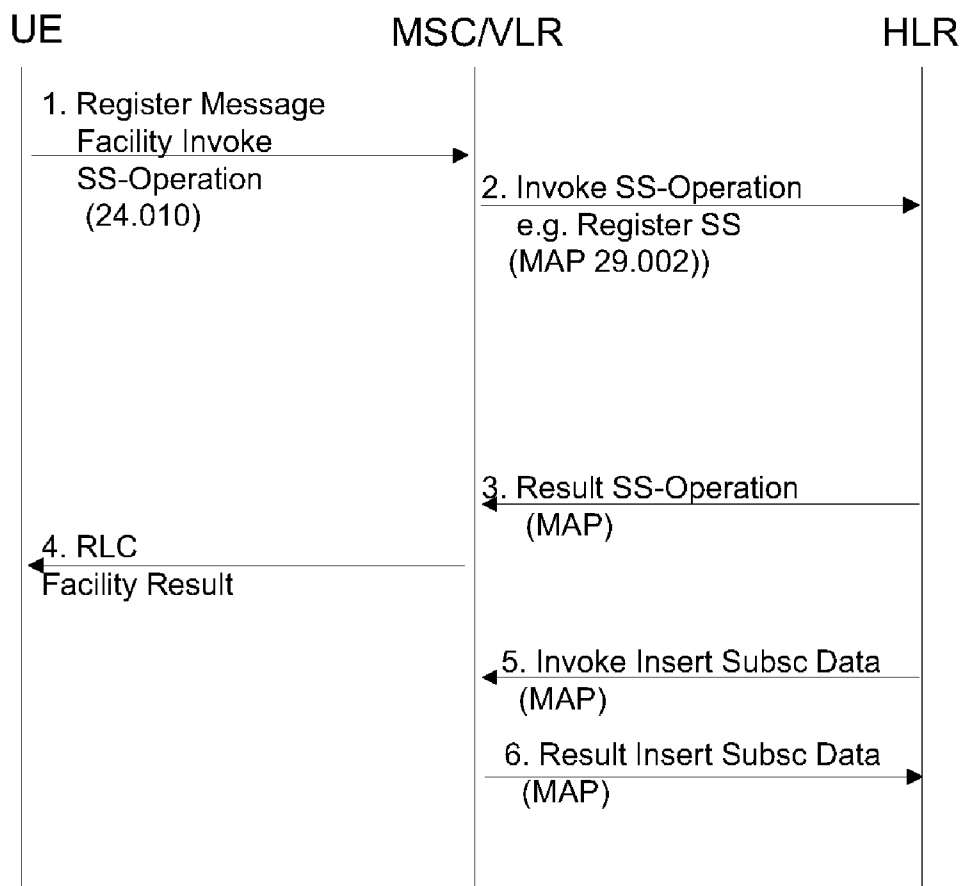 UE MSC/VLR HLR
1. Register Message
Facility Invoke
SS-Operation
(24.010)
2. Invoke SS-Operation
e.g. Register SS
(MAP 29.002))
3. Result SS-Operation
(MAP)
4. RLC
Facility Result
5. Invoke Insert Subsc Data
(MAP)
6. Result Insert Subsc Data
(MAP)